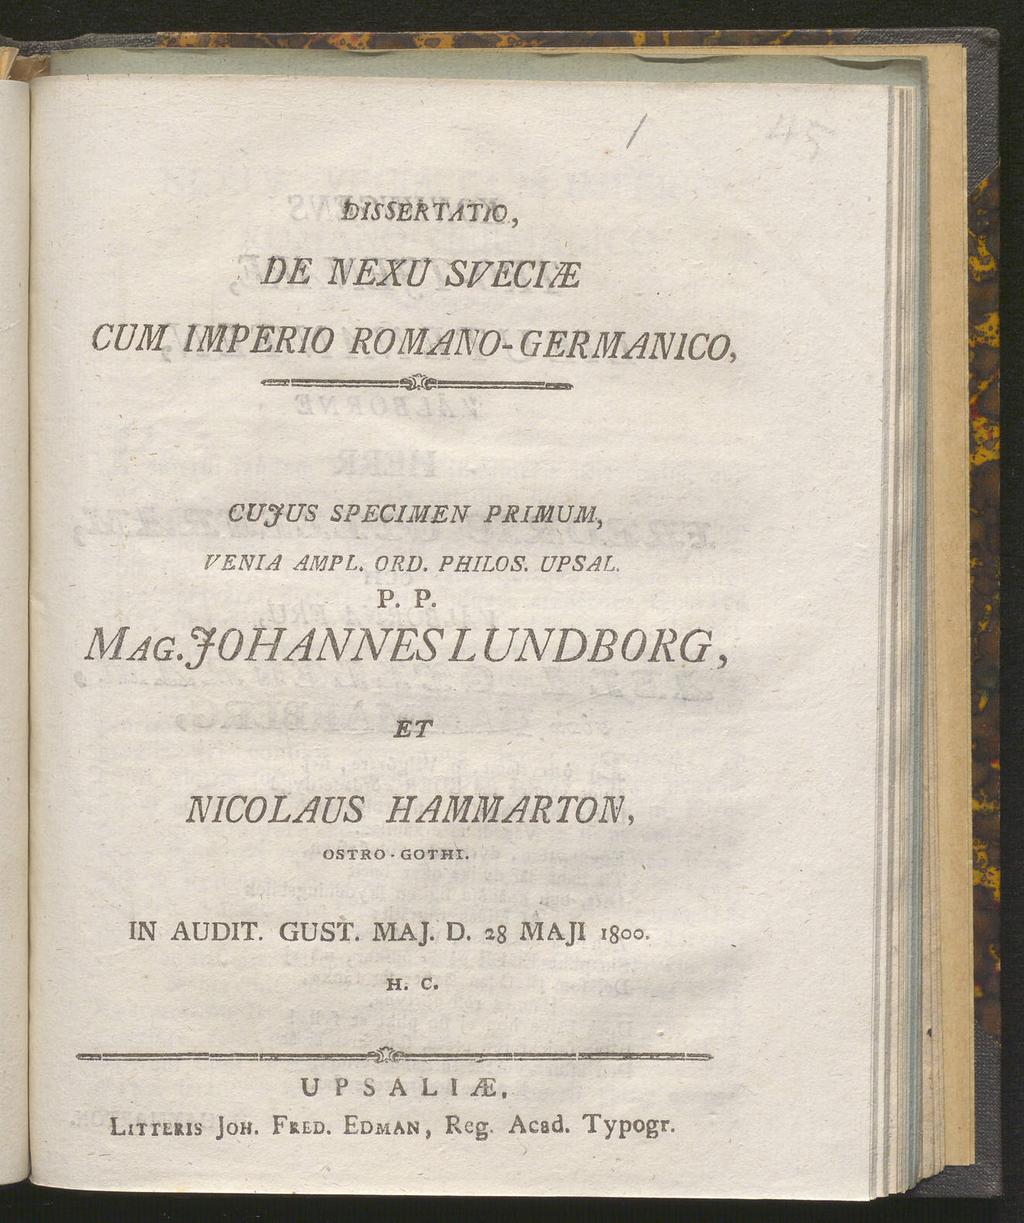 / 45
DISSERTATIO,
DE NEXU SVECIÆ
CUM IMPERIO ROMANO-GERMANICO,
CUJUS SPECIMEN PRIMUM,
VENIA AMPL. ORD. PHILOS. UPSAL.
P. P.
MAG. JOHANNES LUNDBORG,
ET
NICOLAUS HAMMARTON,
OSTRO-GOTHI.
IN AUDIT. GUST. MAJ. D. 28 MAJI 1800.
H. C.
UPSALIÆ,
LITTERIS JOH. FRED. EDMAN, Reg. Acad. Typogr.